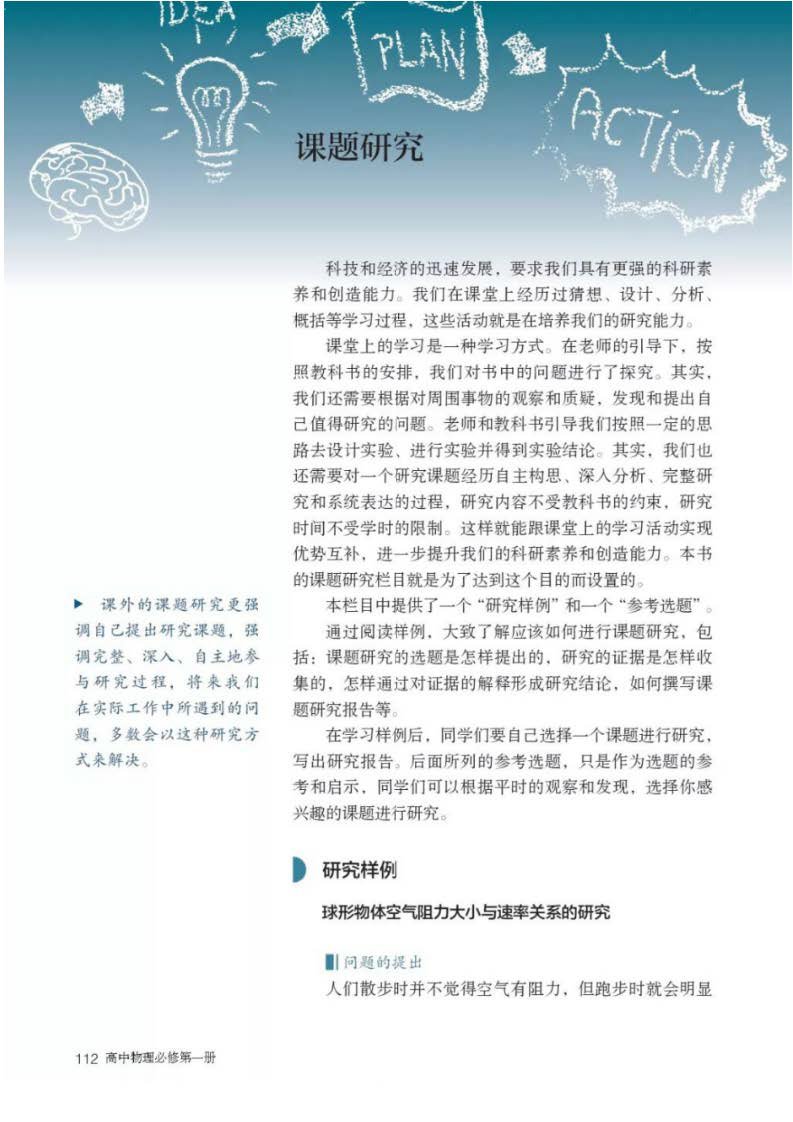 IDEA
PLAN
ACTION
课题研究
科技和经济的迅速发展，要求我们具有更强的科研素
养和创造能力。我们在课堂上经历过猜想、设计、分析、
概括等学习过程，这些活动就是在培养我们的研究能力。
课堂上的学习是一种学习方式。在老师的引导下，按
照教科书的安排，我们对书中的问题进行了探究。其实，
我们还需要根据对周围事物的观察和质疑，发现和提出自
己值得研究的问题。老师和教科书引导我们按照一定的思
路去设计实验、进行实验并得到实验结论。其实，我们也
还需要对一个研究课题经历自主构思、深入分析、完整研
究和系统表达的过程，研究内容不受教科书的约束，研究
时间不受学时的限制。这样就能跟课堂上的学习活动实现
优势互补，进一步提升我们的科研素养和创造能力。本书
的课题研究栏目就是为了达到这个目的而设置的。
本栏目中提供了一个“研究样例”和一个“参考选题”。
通过阅读样例，大致了解应该如何进行课题研究，包
括：课题研究的选题是怎样提出的，研究的证据是怎样收
集的，怎样通过对证据的解释形成研究结论，如何撰写课
题研究报告等。
在学习样例后，同学们要自己选择一个课题进行研究，
写出研究报告。后面所列的参考选题，只是作为选题的参
考和启示，同学们可以根据平时的观察和发现，选择你感
兴趣的课题进行研究。
▶ 课外的课题研究更强
调自己提出研究课题，强
调完整、深入、自主地参
与研究过程，将来我们
在实际工作中所遇到的问
题，多数会以这种研究方
式来解决。
研究样例
球形物体空气阻力大小与速率关系的研究
问题的提出
人们散步时并不觉得空气有阻力，但跑步时就会明显
112 高中物理必修第一册